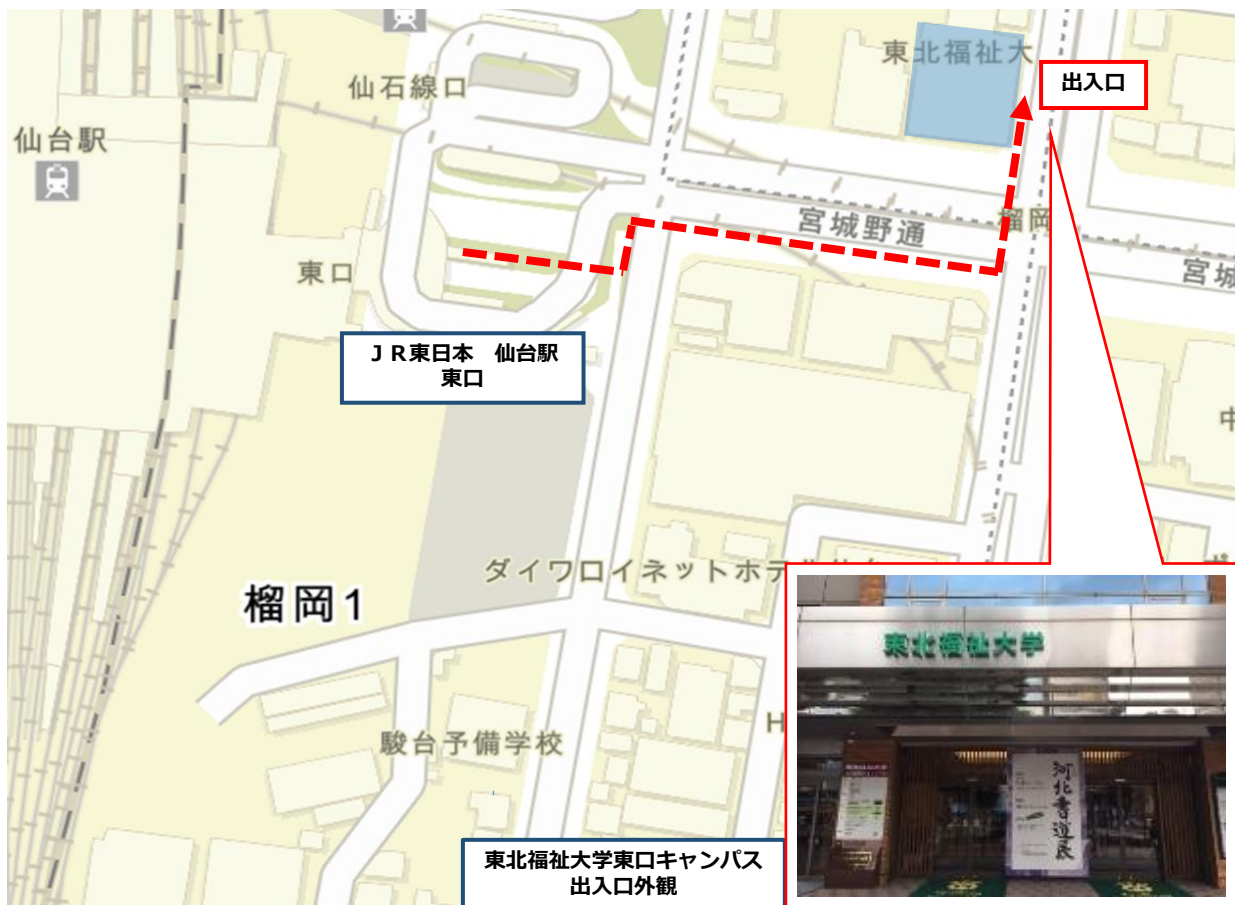 東北福祉大
出入口
仙石線口
仙台駅
宮城野通
榴岡
宮城
東口
JR東日本　仙台駅
東口
中
ダイワロイネットホテル仙台
榴岡1
駿台予備学校
H
東北福祉大学
河北書道展
東北福祉大学東口キャンパス
出入口外観